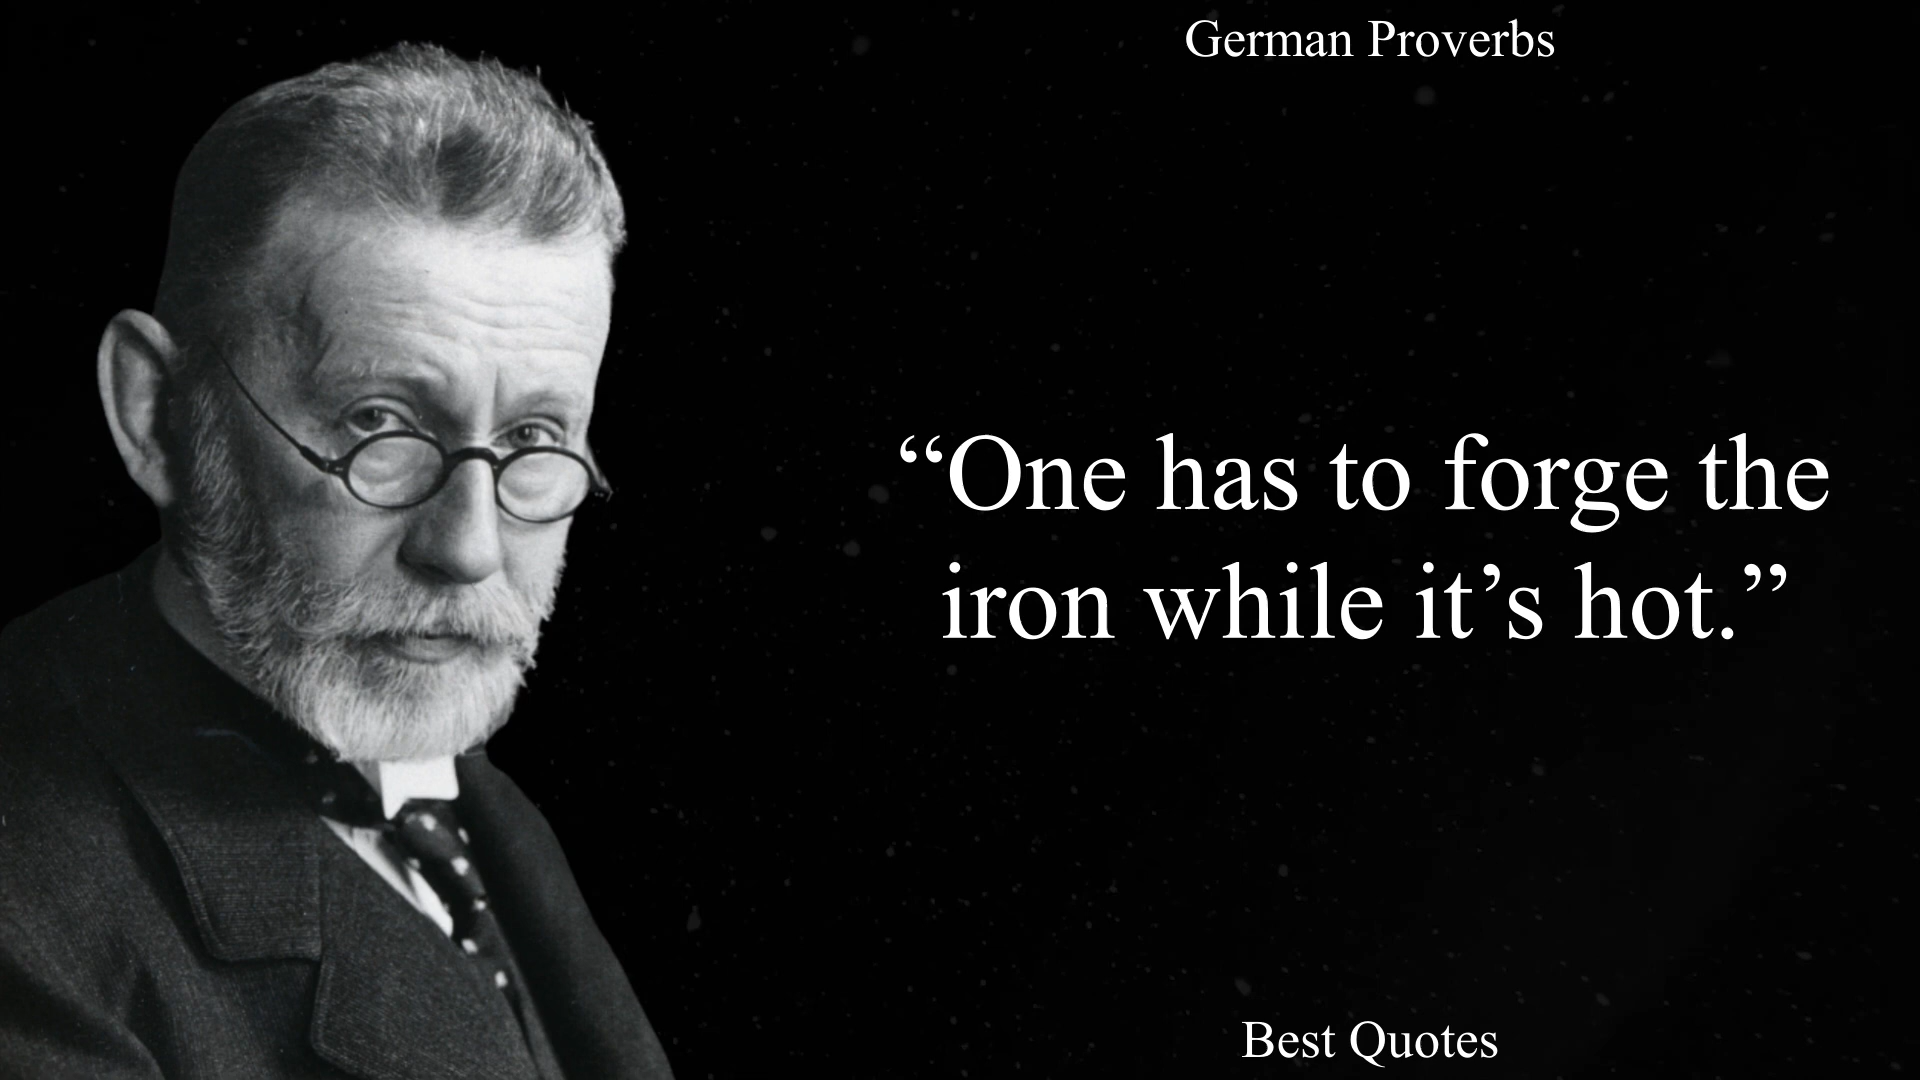 German Proverbs
“One has to forge the
iron while it’s hot.”
Best Quotes